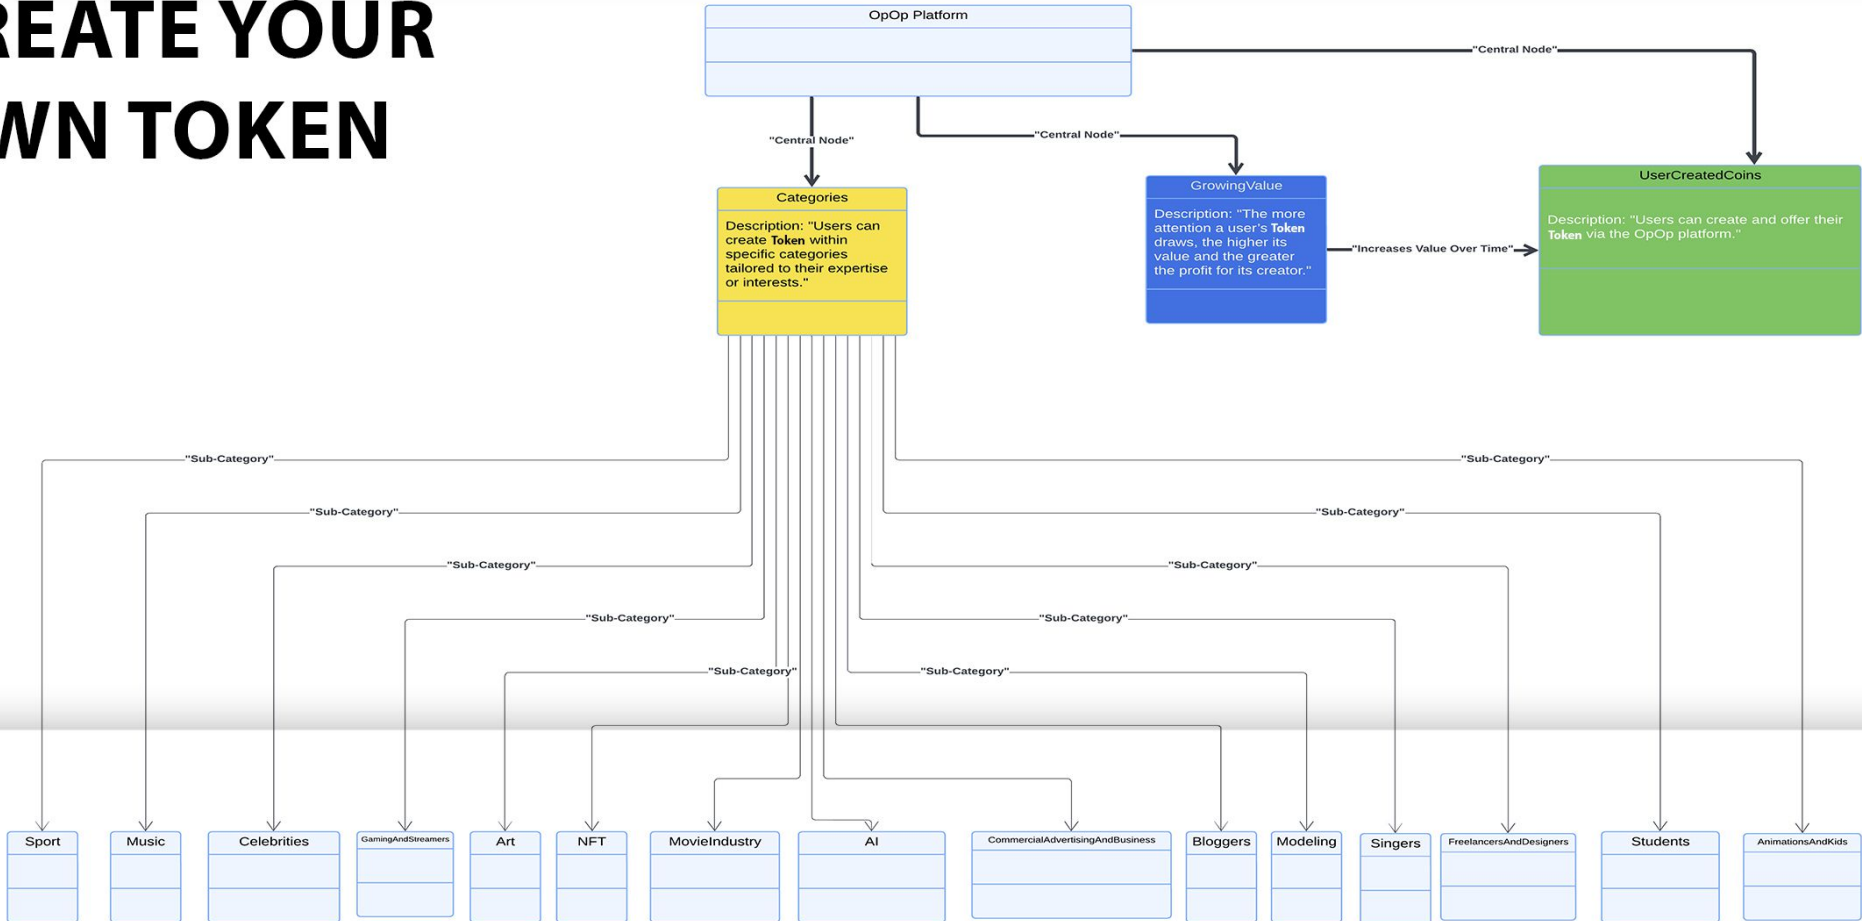 REATE YOUR
WN TOKEN
OpOp Platform
"Central Node"
"Central Node"
"Central Node"
Categories
Description: "Users can
create Token within
specific categories
tailored to their expertise
or interests."
GrowingValue
Description: "The more
attention a user's Token
draws, the higher its
value and the greater
the profit for its creator."
"Increases Value Over Time"
UserCreatedCoins
Description: "Users can create and offer their
Token via the OpOp platform."
"Sub-Category"
"Sub-Category"
"Sub-Category"
"Sub-Category"
"Sub-Category"
"Sub-Category"
"Sub-Category"
"Sub-Category"
"Sub-Category"
"Sub-Category"
Sport
Music
Celebrities
GamingAndStreamers
Art
NFT
MovieIndustry
AI
CommercialAdvertisingAndBusiness
Bloggers
Modeling
Singers
FreelancersAndDesigners
Students
AnimationsAndKids